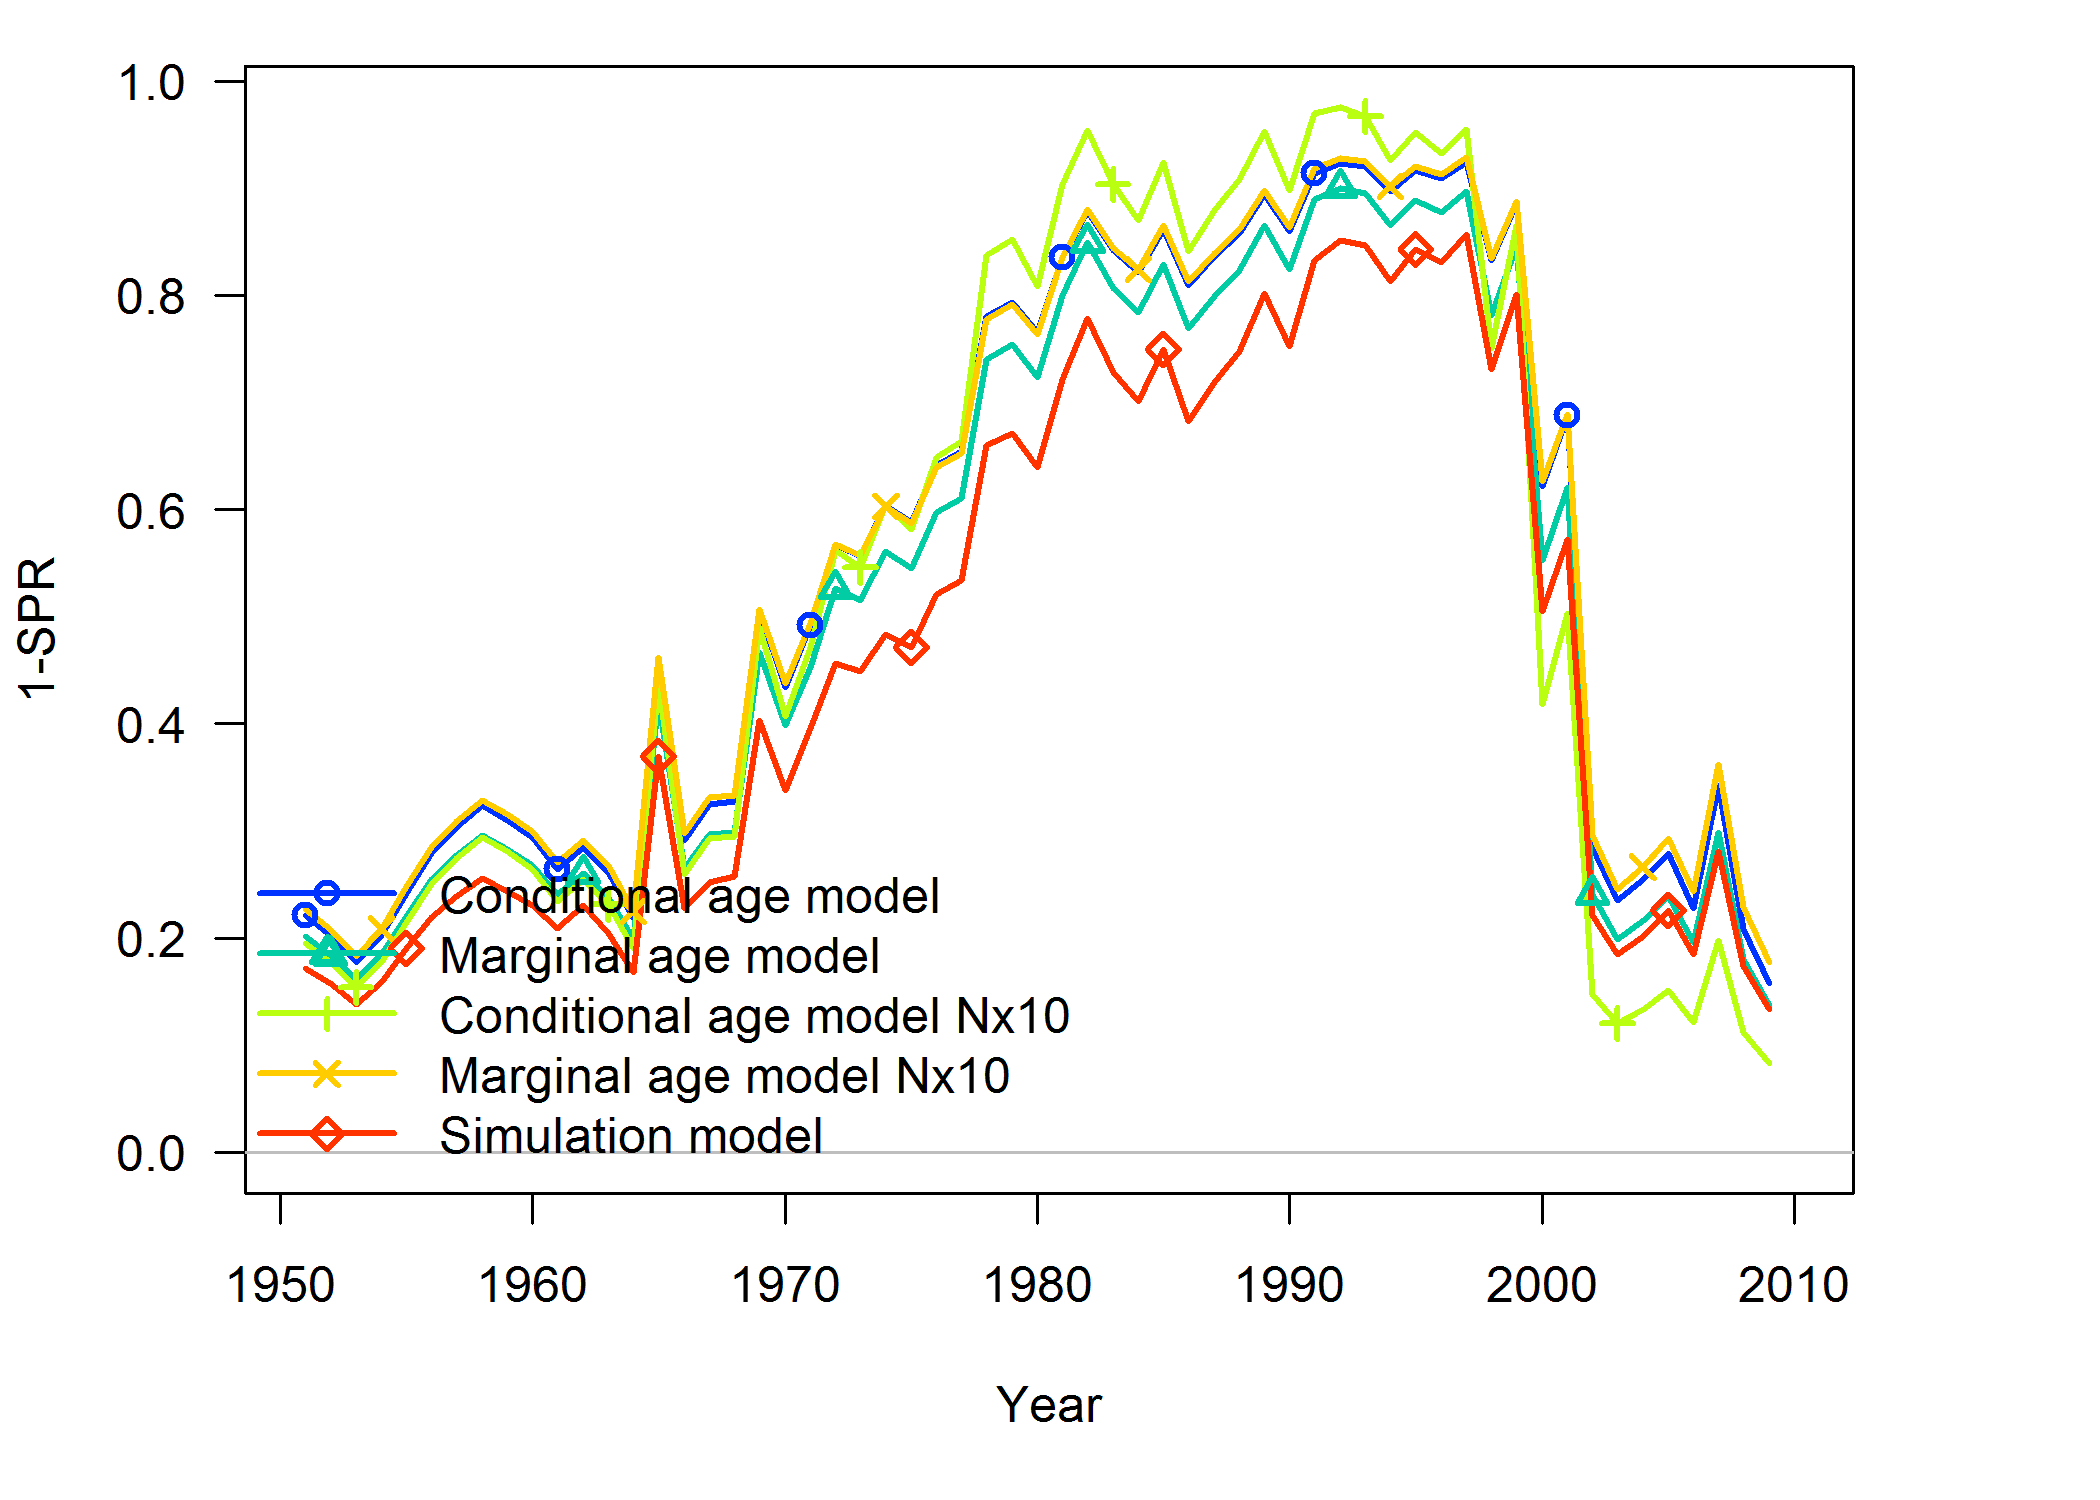 1.0
0.8
0.6
0.4
0.2
0.0
1-SPR
Conditional age model
Marginal age model
Conditional age model Nx10
Marginal age model Nx10
Simulation model
1950 1960 1970 1980 1990 2000 2010
Year